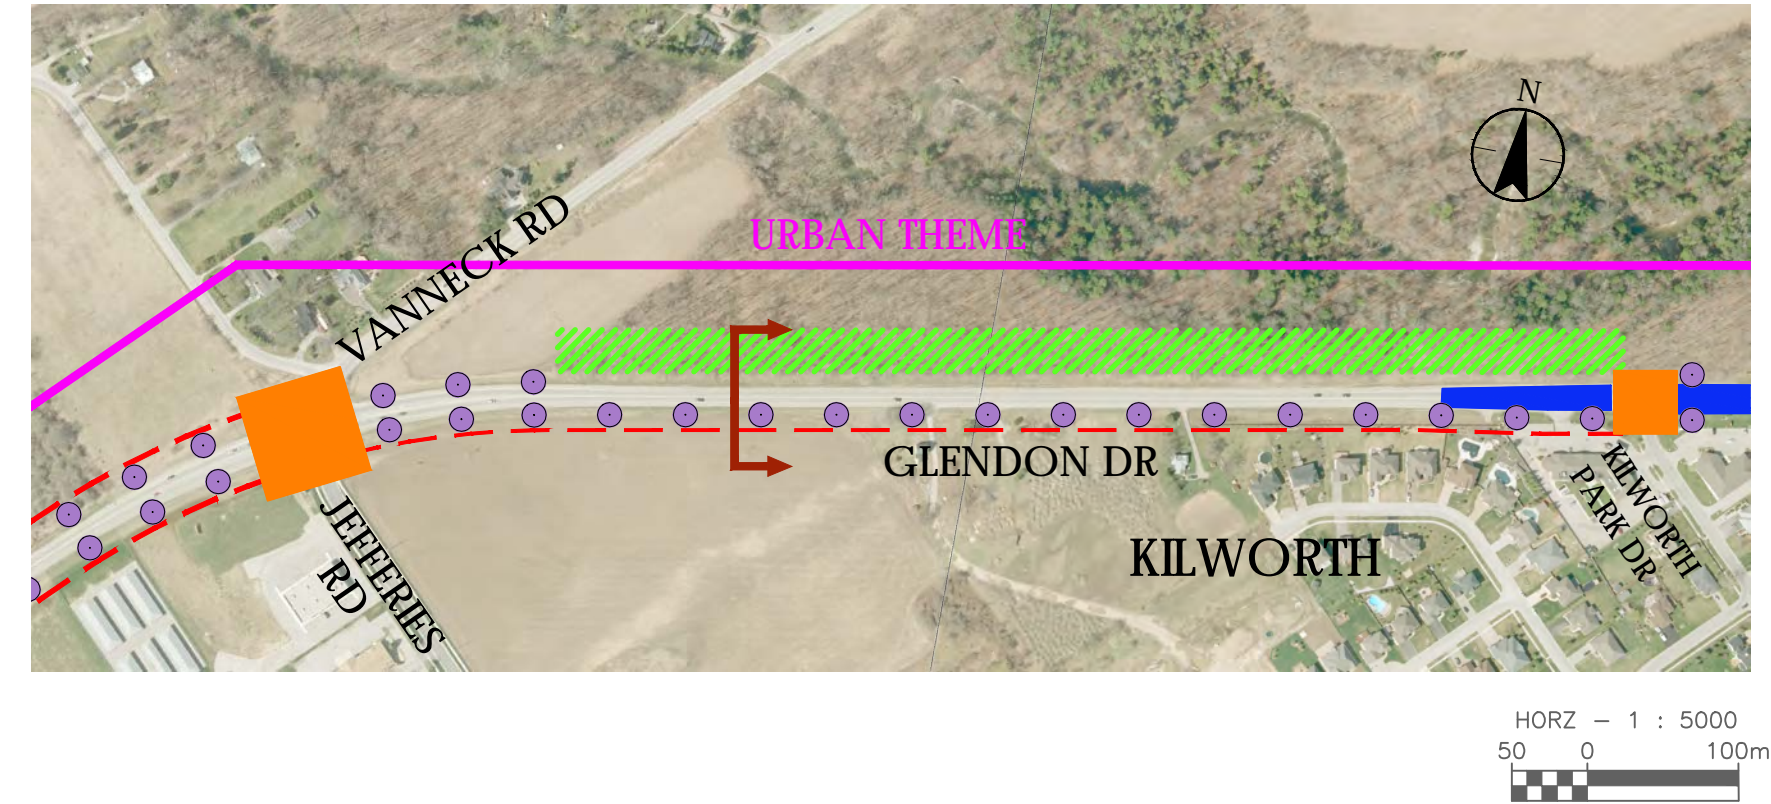 N
URBAN THEME
VANNECK RD
GLENDON DR
KILWORTH
PARK DR
JEFFERIES
RD
KILWORTH
HORZ - 1 : 5000
50 0 100m